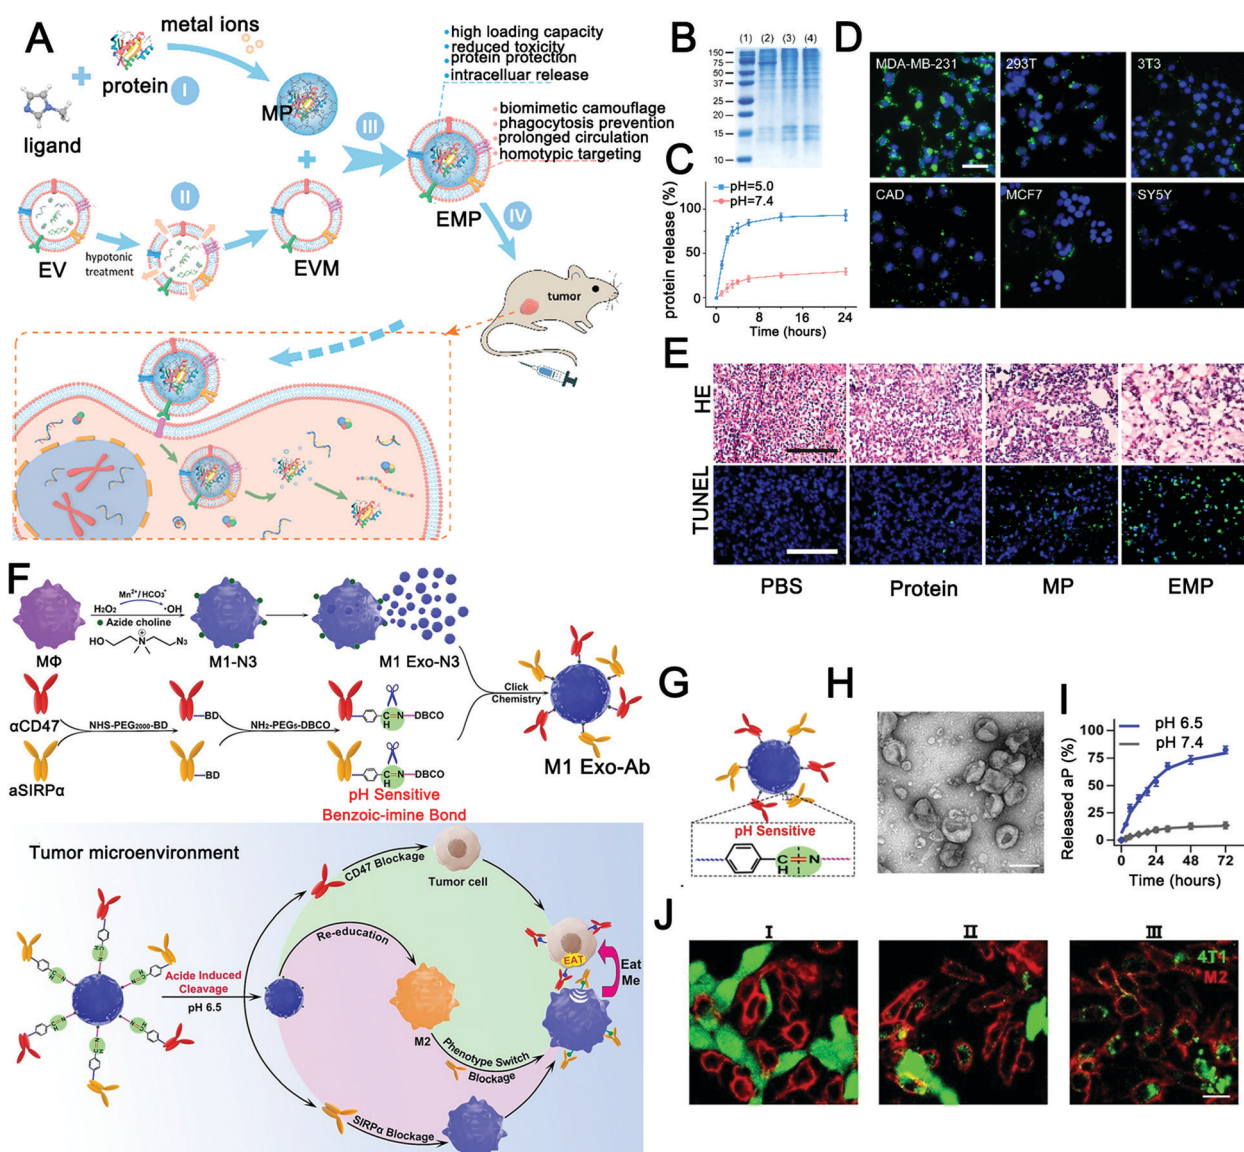 A
metal ions
protein
I
ligand
MP
III
high loading capacity
reduced toxicity
protein protection
intracelluar release
biomimetic camouflage
phagocytosis prevention
prolonged circulation
homotypic targeting
EMP
II
EV
hypotonic
treatment
EVM
IV
tumor
B
(1) (2) (3) (4)
150
75
50
37
25
20
15
10
C
protein release (%)
pH=5.0
pH=7.4
100
75
50
25
0
0 6 12 18 24
Time (hours)
D
MDA-MB-231
293T
3T3
CAD
MCF7
SY5Y
E
HE
TUNEL
PBS
Protein
MP
EMP
F
Mn²⁺/HCO₃⁻
H₂O₂
·OH
Azide choline
HO
N
N₃
MΦ
M1-N3
M1 Exo-N3
Click
Chemistry
αCD47
NHS-PEG₂₀₀₀-BD
BD
NH₂-PEG₅-DBCO
C
H
N
DBCO
aSIRPα
BD
C
H
N
DBCO
M1 Exo-Ab
pH Sensitive
Benzoic-imine Bond
Tumor microenvironment
Acide Induced
Cleavage
pH 6.5
CD47 Blockage
Tumor cell
Re-education
M2
Phenotype Switch
Blockage
SIRPα Blockage
EAT
Eat
Me
G
pH Sensitive
C
H
N
H
I
Released aP (%)
pH 6.5
pH 7.4
100
75
50
25
0
0 24 48 72
Time (hours)
J
I
II
III
4T1
M2